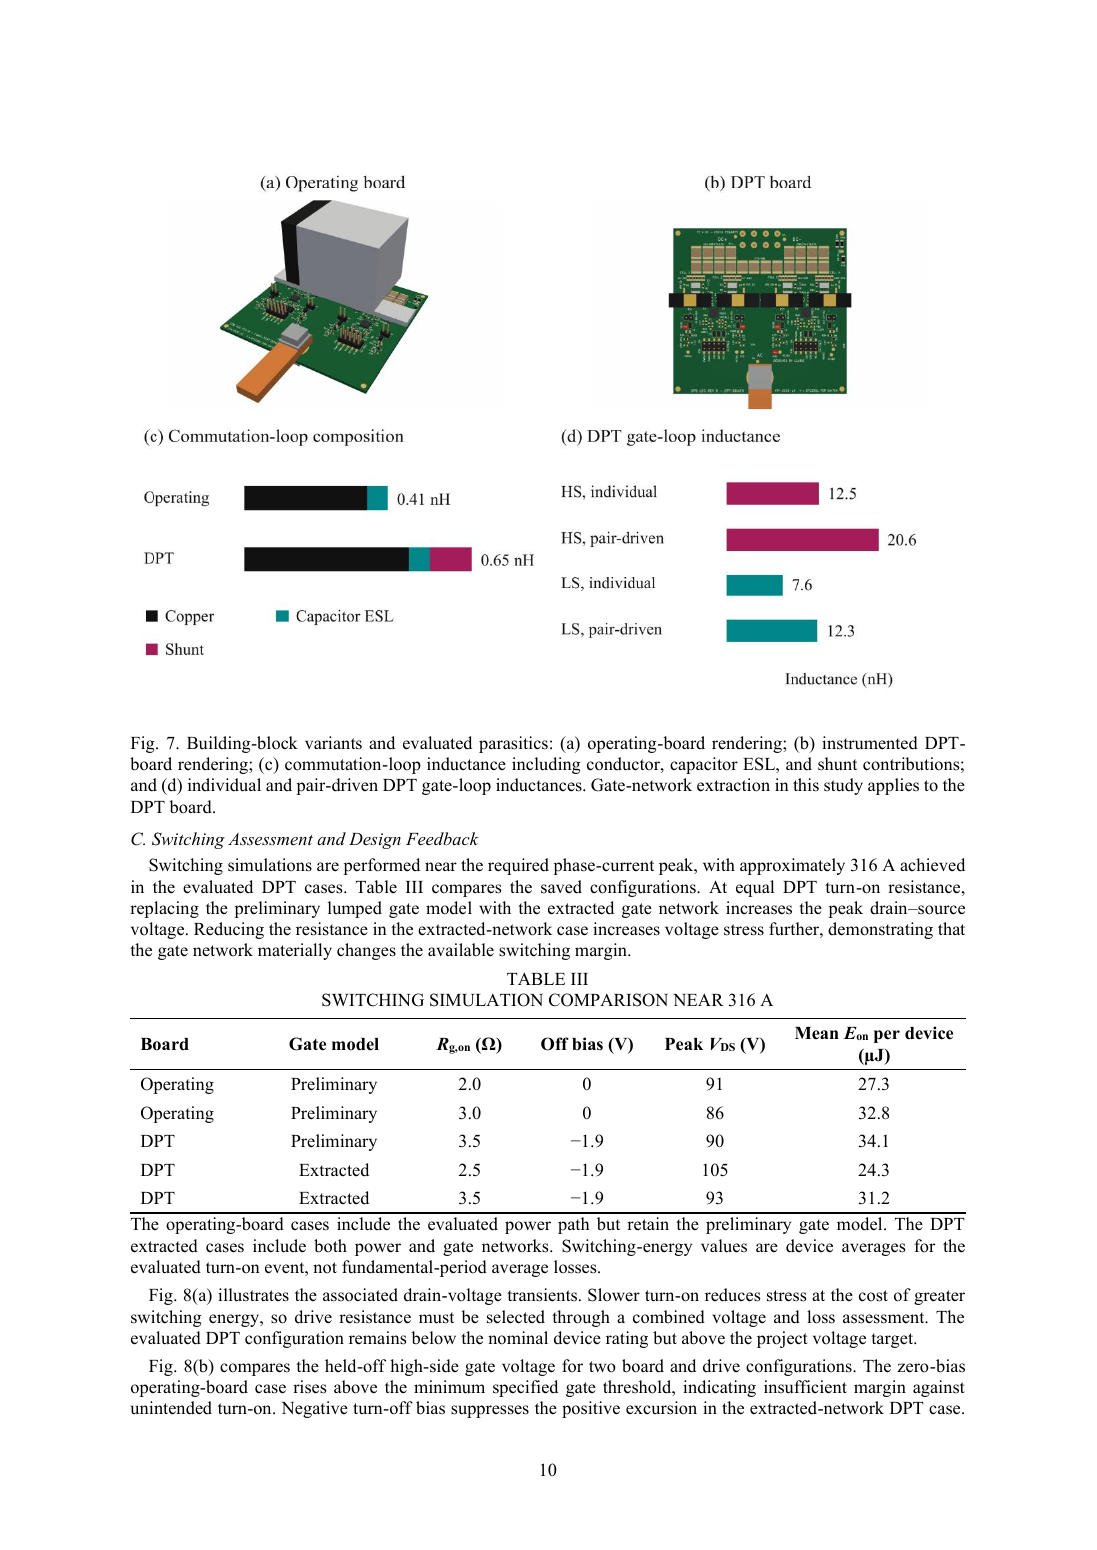 (a) Operating board
(b) DPT board
(c) Commutation-loop composition
Operating
0.41 nH
DPT
0.65 nH
Copper
Capacitor ESL
Shunt
(d) DPT gate-loop inductance
HS, individual
12.5
HS, pair-driven
20.6
LS, individual
7.6
LS, pair-driven
12.3
Inductance (nH)
Fig. 7. Building-block variants and evaluated parasitics: (a) operating-board rendering; (b) instrumented DPT-
board rendering; (c) commutation-loop inductance including conductor, capacitor ESL, and shunt contributions;
and (d) individual and pair-driven DPT gate-loop inductances. Gate-network extraction in this study applies to the
DPT board.
C. Switching Assessment and Design Feedback
Switching simulations are performed near the required phase-current peak, with approximately 316 A achieved
in the evaluated DPT cases. Table III compares the saved configurations. At equal DPT turn-on resistance,
replacing the preliminary lumped gate model with the extracted gate network increases the peak drain–source
voltage. Reducing the resistance in the extracted-network case increases voltage stress further, demonstrating that
the gate network materially changes the available switching margin.
TABLE III
SWITCHING SIMULATION COMPARISON NEAR 316 A
Board Gate model Rg,on (Ω) Off bias (V) Peak VDS (V) Mean Eon per device (μJ)
Operating Preliminary 2.0 0 91 27.3
Operating Preliminary 3.0 0 86 32.8
DPT Preliminary 3.5 −1.9 90 34.1
DPT Extracted 2.5 −1.9 105 24.3
DPT Extracted 3.5 −1.9 93 31.2
The operating-board cases include the evaluated power path but retain the preliminary gate model. The DPT
extracted cases include both power and gate networks. Switching-energy values are device averages for the
evaluated turn-on event, not fundamental-period average losses.
Fig. 8(a) illustrates the associated drain-voltage transients. Slower turn-on reduces stress at the cost of greater
switching energy, so drive resistance must be selected through a combined voltage and loss assessment. The
evaluated DPT configuration remains below the nominal device rating but above the project voltage target.
Fig. 8(b) compares the held-off high-side gate voltage for two board and drive configurations. The zero-bias
operating-board case rises above the minimum specified gate threshold, indicating insufficient margin against
unintended turn-on. Negative turn-off bias suppresses the positive excursion in the extracted-network DPT case.
10